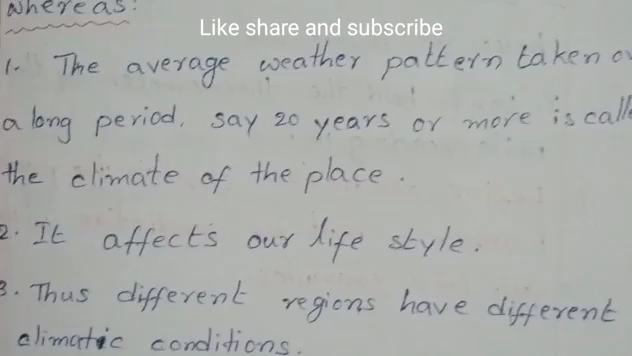 whereas:
Like share and subscribe
1. The average weather pattern taken
a long period, say 20 years or more is
the climate of the place.
2. It affects our life style.
3. Thus different regions have different
climatic conditions.